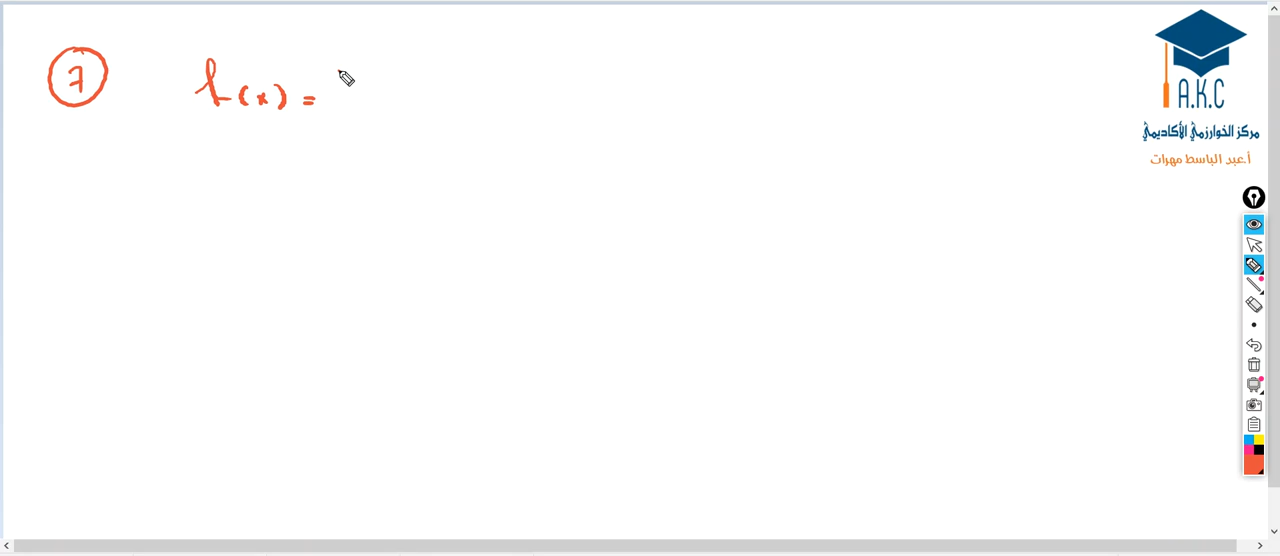 7 f(x) =
A.K.C
مركز الخوارزمي الأكاديمي
أ.عبد الباسط مهرات